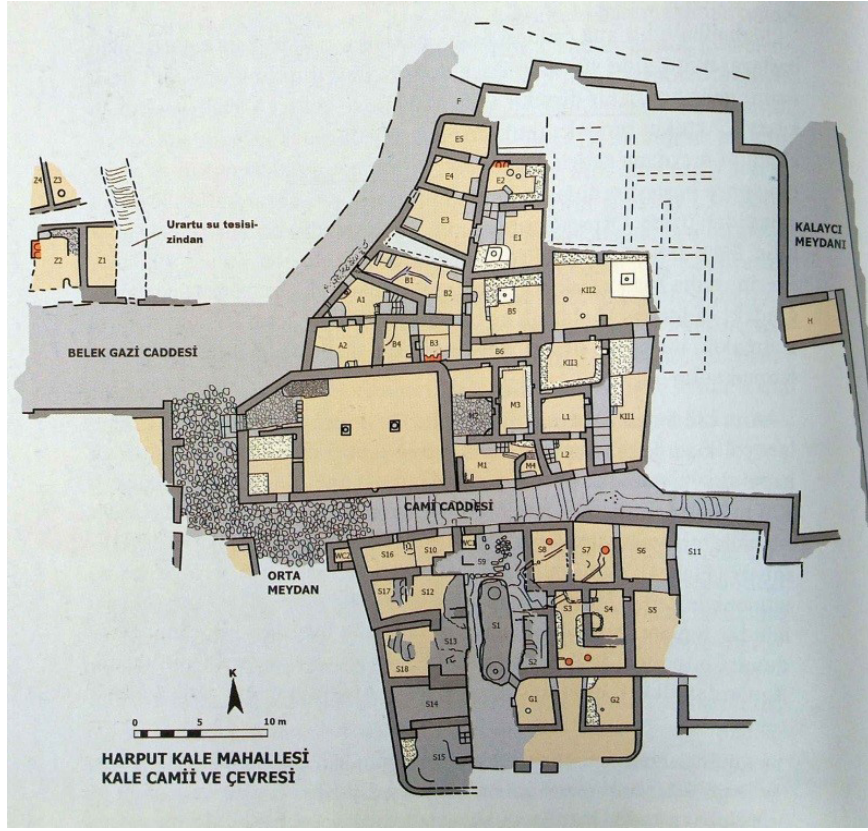 F
E5
E4
E2
E3
E1
Z4
Z3
Urartu su tesisi-
zindan
Z2
Z1
KALAYCI
MEYDANI
B1
B2
A1
B5
KII2
H
BELEK GAZİ CADDESİ
A2
B4
B3
B6
KII3
M3
L1
KII1
M2
M1
M4
L2
CAMİ CADDESİ
WC2
S16
S10
WC1
S9
S8
S7
S6
S11
ORTA
MEYDAN
S17
S12
S1
S3
S4
S5
S13
S2
S18
S14
G1
G2
S15
K
0
5
10 m
HARPUT KALE MAHALLESİ
KALE CAMİİ VE ÇEVRESİ